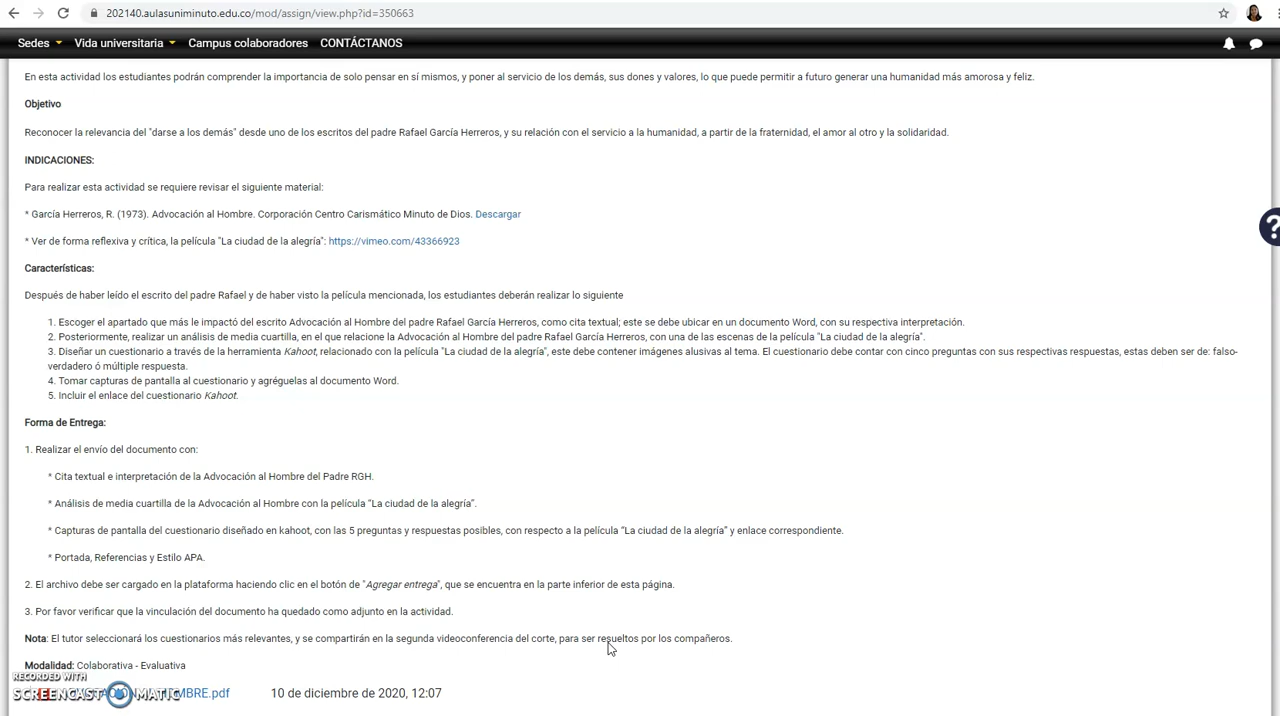 202140.aulasuniminuto.edu.co/mod/assign/view.php?id=350663
Sedes Vida universitaria Campus colaboradores CONTÁCTANOS
En esta actividad los estudiantes podrán comprender la importancia de solo pensar en sí mismos, y poner al servicio de los demás, sus dones y valores, lo que puede permitir a futuro generar una humanidad más amorosa y feliz.
Objetivo
Reconocer la relevancia del "darse a los demás" desde uno de los escritos del padre Rafael García Herreros, y su relación con el servicio a la humanidad, a partir de la fraternidad, el amor al otro y la solidaridad.
INDICACIONES:
Para realizar esta actividad se requiere revisar el siguiente material:
* García Herreros, R. (1973). Advocación al Hombre. Corporación Centro Carismático Minuto de Dios. Descargar
* Ver de forma reflexiva y crítica, la película "La ciudad de la alegría": https://vimeo.com/43366923
Características:
Después de haber leído el escrito del padre Rafael y de haber visto la película mencionada, los estudiantes deberán realizar lo siguiente
1. Escoger el apartado que más le impactó del escrito Advocación al Hombre del padre Rafael García Herreros, como cita textual; este se debe ubicar en un documento Word, con su respectiva interpretación.
2. Posteriormente, realizar un análisis de media cuartilla, en el que relacione la Advocación al Hombre del padre Rafael García Herreros, con una de las escenas de la película "La ciudad de la alegría".
3. Diseñar un cuestionario a través de la herramienta Kahoot, relacionado con la película "La ciudad de la alegría", este debe contener imágenes alusivas al tema. El cuestionario debe contar con cinco preguntas con sus respectivas respuestas, estas deben ser de: falso-
verdadero ó múltiple respuesta.
4. Tomar capturas de pantalla al cuestionario y agréguelas al documento Word.
5. Incluir el enlace del cuestionario Kahoot.
Forma de Entrega:
1. Realizar el envío del documento con:
* Cita textual e interpretación de la Advocación al Hombre del Padre RGH.
* Análisis de media cuartilla de la Advocación al Hombre con la película “La ciudad de la alegría”.
* Capturas de pantalla del cuestionario diseñado en kahoot, con las 5 preguntas y respuestas posibles, con respecto a la película “La ciudad de la alegría” y enlace correspondiente.
* Portada, Referencias y Estilo APA.
2. El archivo debe ser cargado en la plataforma haciendo clic en el botón de "Agregar entrega", que se encuentra en la parte inferior de esta página.
3. Por favor verificar que la vinculación del documento ha quedado como adjunto en la actividad.
Nota: El tutor seleccionará los cuestionarios más relevantes, y se compartirán en la segunda videoconferencia del corte, para ser resueltos por los compañeros.
Modalidad: Colaborativa - Evaluativa
RECORDED WITH
SCREENCAST MATIC
MBRE.pdf 10 de diciembre de 2020, 12:07